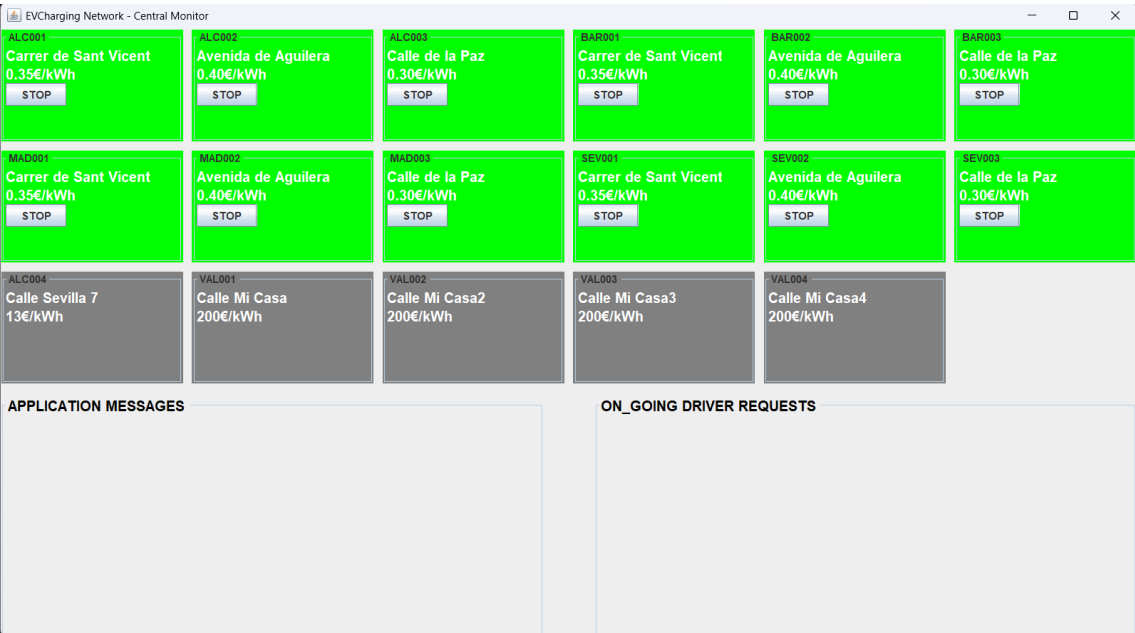 EVCharging Network - Central Monitor
ALC001
Carrer de Sant Vicent
0.35€/kWh
STOP
ALC002
Avenida de Aguilera
0.40€/kWh
STOP
ALC003
Calle de la Paz
0.30€/kWh
STOP
BAR001
Carrer de Sant Vicent
0.35€/kWh
STOP
BAR002
Avenida de Aguilera
0.40€/kWh
STOP
BAR003
Calle de la Paz
0.30€/kWh
STOP
MAD001
Carrer de Sant Vicent
0.35€/kWh
STOP
MAD002
Avenida de Aguilera
0.40€/kWh
STOP
MAD003
Calle de la Paz
0.30€/kWh
STOP
SEV001
Carrer de Sant Vicent
0.35€/kWh
STOP
SEV002
Avenida de Aguilera
0.40€/kWh
STOP
SEV003
Calle de la Paz
0.30€/kWh
STOP
ALC004
Calle Sevilla 7
13€/kWh
VAL001
Calle Mi Casa
200€/kWh
VAL002
Calle Mi Casa2
200€/kWh
VAL003
Calle Mi Casa3
200€/kWh
VAL004
Calle Mi Casa4
200€/kWh
APPLICATION MESSAGES
ON_GOING DRIVER REQUESTS